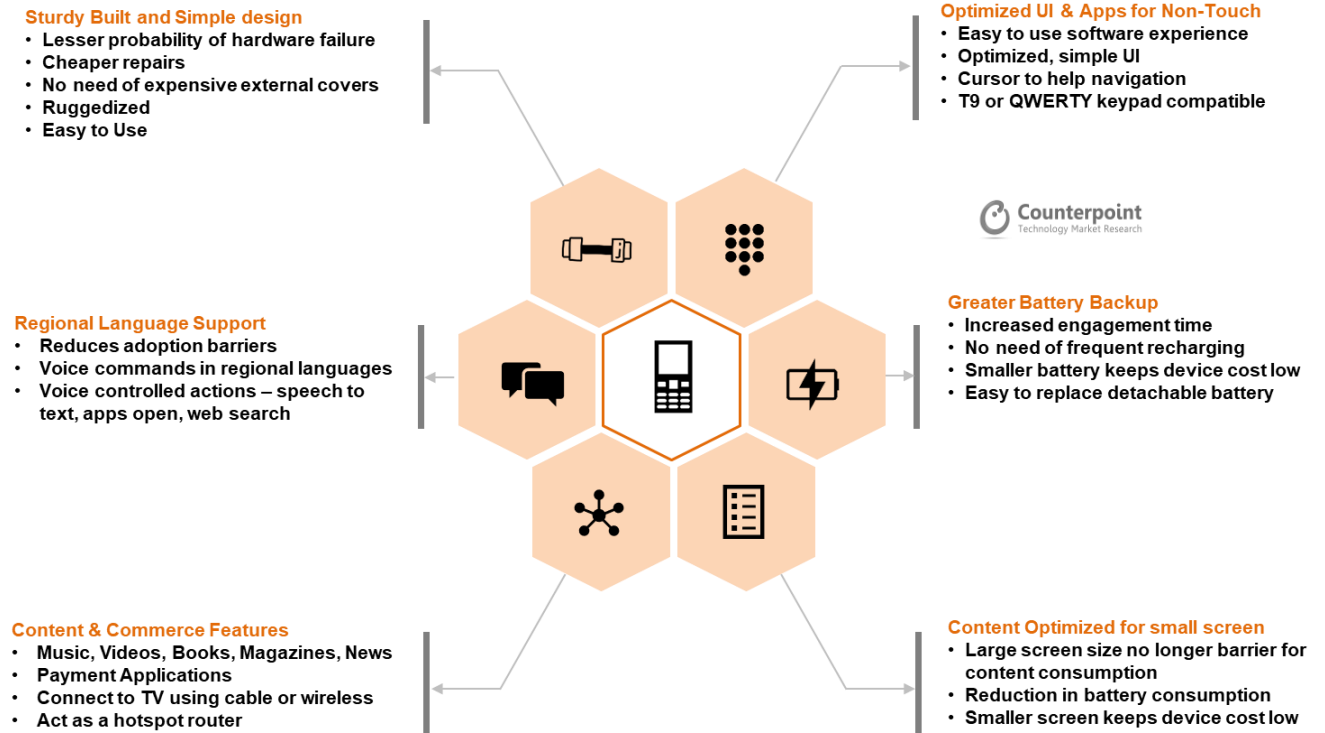 Sturdy Built and Simple design
• Lesser probability of hardware failure
• Cheaper repairs
• No need of expensive external covers
• Ruggedized
• Easy to Use
Optimized UI & Apps for Non-Touch
• Easy to use software experience
• Optimized, simple UI
• Cursor to help navigation
• T9 or QWERTY keypad compatible
Counterpoint
Technology Market Research
Regional Language Support
• Reduces adoption barriers
• Voice commands in regional languages
• Voice controlled actions – speech to
text, apps open, web search
Greater Battery Backup
• Increased engagement time
• No need of frequent recharging
• Smaller battery keeps device cost low
• Easy to replace detachable battery
Content & Commerce Features
• Music, Videos, Books, Magazines, News
• Payment Applications
• Connect to TV using cable or wireless
• Act as a hotspot router
Content Optimized for small screen
• Large screen size no longer barrier for
content consumption
• Reduction in battery consumption
• Smaller screen keeps device cost low